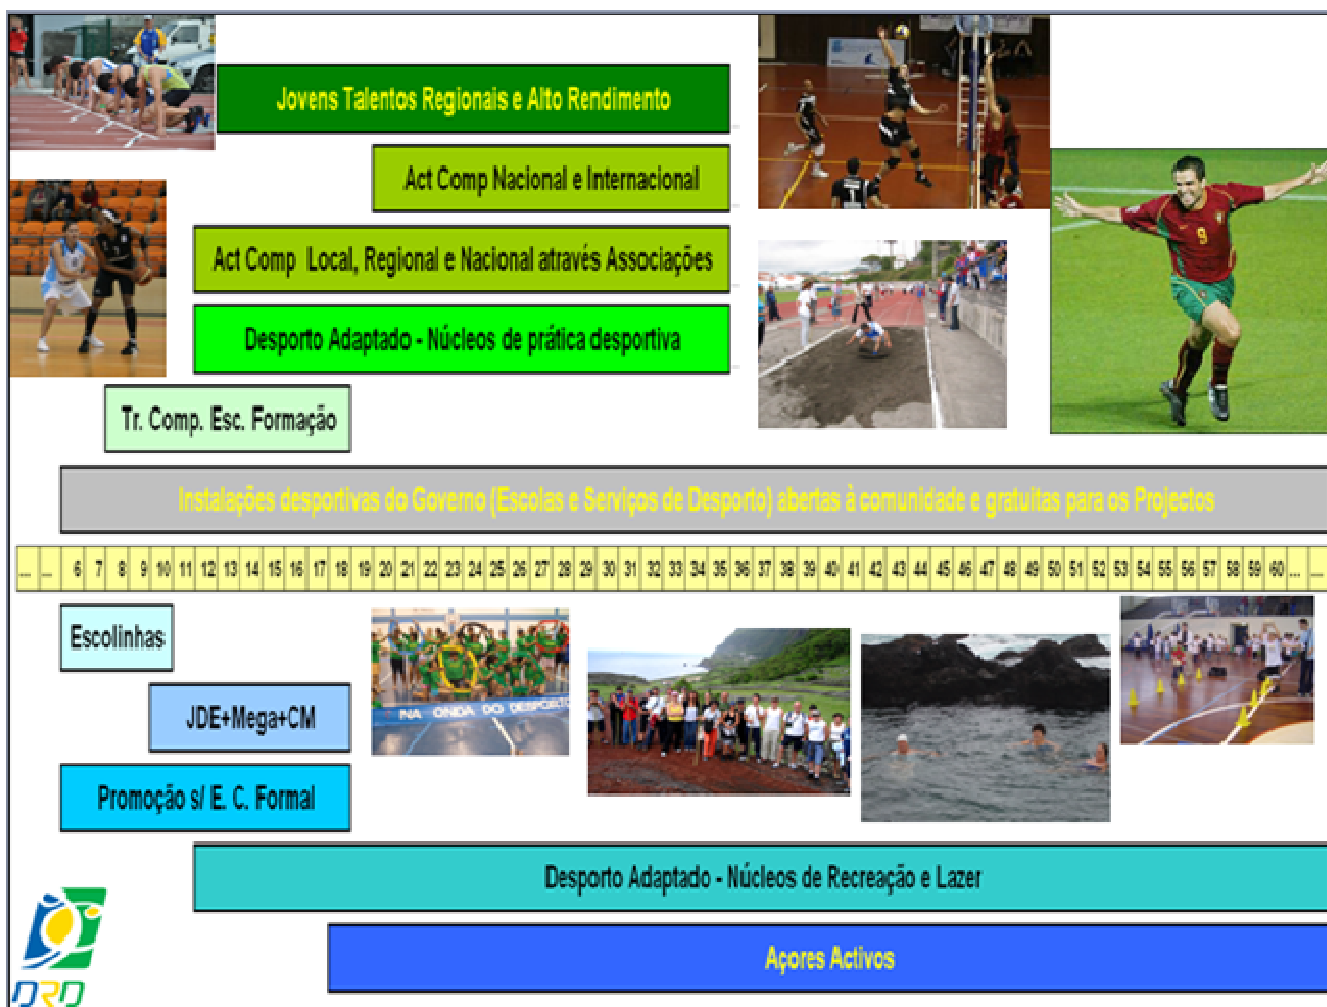 Jovens Talentos Regionais e Alto Rendimento
.Act Comp Nacional e Internacional
Act Comp Local, Regional e Nacional através Associações
Desporto Adaptado - Núcleos de prática desportiva
Tr. Comp. Esc. Formação
Instalações desportivas do Governo (Escolas e Serviços de Desporto) abertas à comunidade e gratuitas para os Projectos
... ... 6 7 8 9 10 11 12 13 14 15 16 17 18 19 20 21 22 23 24 25 26 27 28 29 30 31 32 33 34 35 36 37 38 39 40 41 42 43 44 45 46 47 48 49 50 51 52 53 54 55 56 57 58 59 60 ... ...
Escolinhas
JDE+Mega+CM
Promoção s/ E. C. Formal
NA ONDA DO DESPORTO
Desporto Adaptado - Núcleos de Recreação e Lazer
Açores Activos
DRD
9